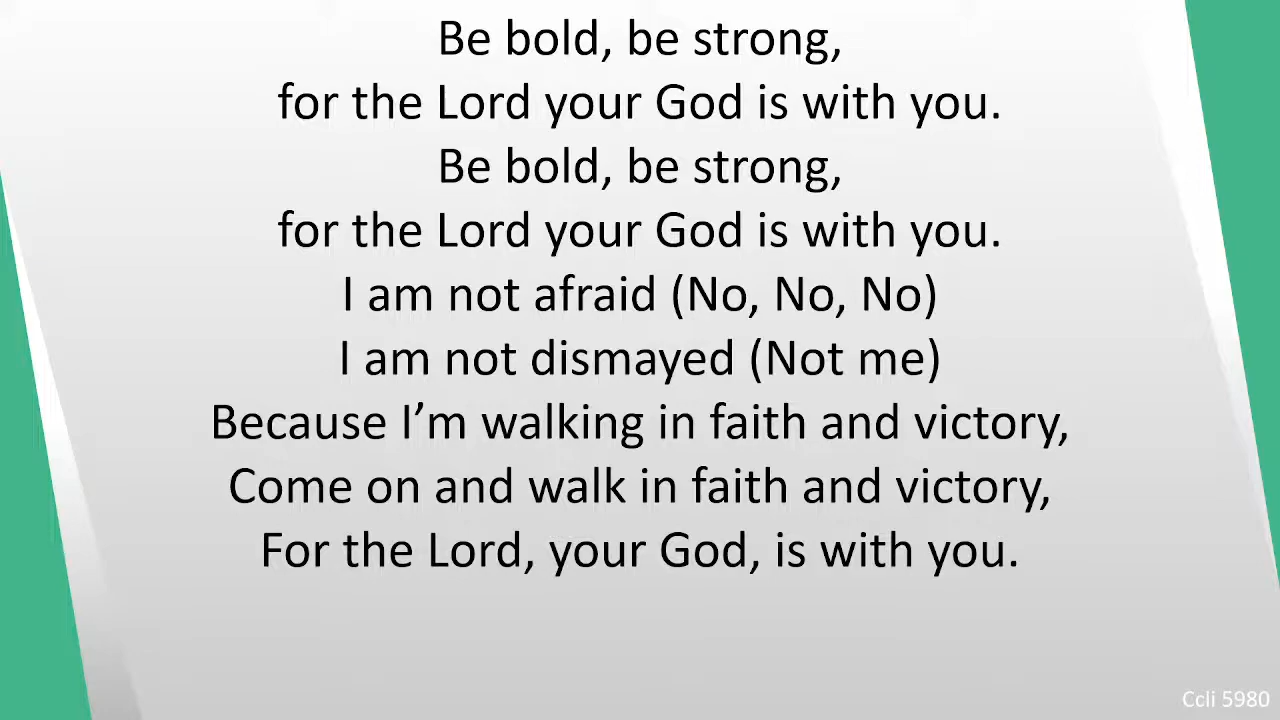 Be bold, be strong,
for the Lord your God is with you.
Be bold, be strong,
for the Lord your God is with you.
I am not afraid (No, No, No)
I am not dismayed (Not me)
Because I’m walking in faith and victory,
Come on and walk in faith and victory,
For the Lord, your God, is with you.
Ccli 5980